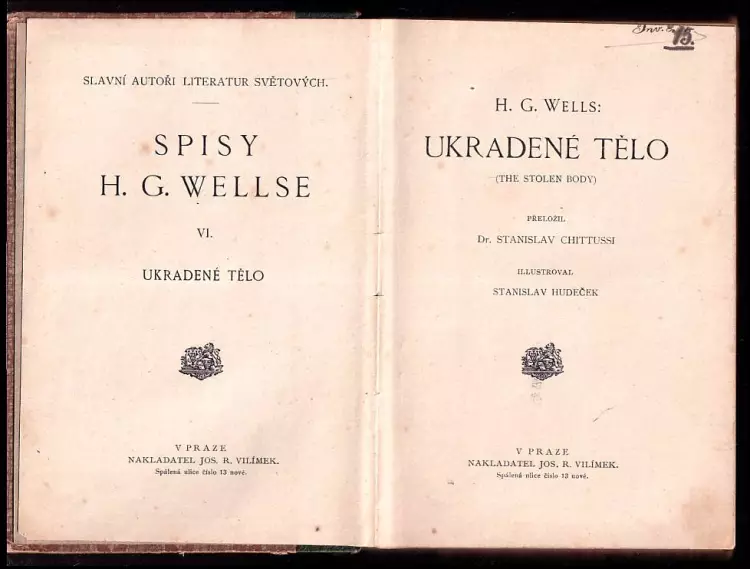 SLAVNÍ AUTOŘI LITERATUR SVĚTOVÝCH.
SPISY
H. G. WELLSE
VI.
UKRADENÉ TĚLO
V PRAZE
NAKLADATEL JOS. R. VILÍMEK.
Spálená ulice číslo 13 nové.
75.
H. G. WELLS:
UKRADENÉ TĚLO
(THE STOLEN BODY)
PŘELOŽIL
Dr. STANISLAV CHITTUSSI
ILLUSTROVAL
STANISLAV HUDEČEK
V PRAZE
NAKLADATEL JOS. R. VILÍMEK.
Spálená ulice číslo 13 nové.